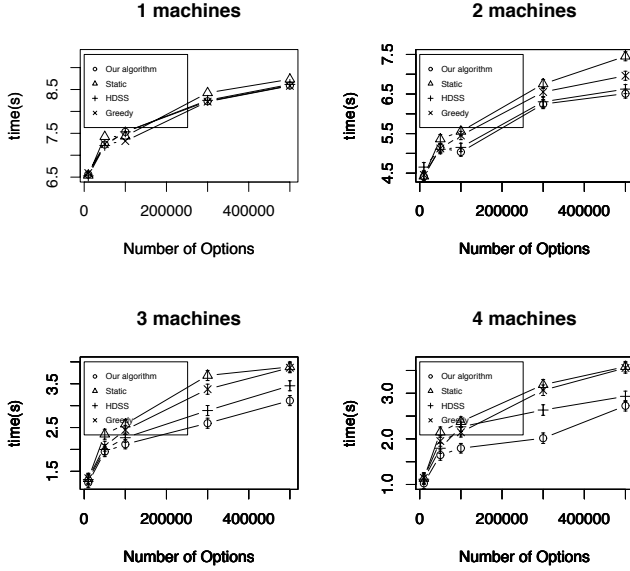 1 machines
time(s)
8.5
7.5
6.5
Our algorithm
Static
HDSS
Greedy
0
200000
400000
Number of Options
2 machines
time(s)
7.5
6.5
5.5
4.5
Our algorithm
Static
HDSS
Greedy
0
200000
400000
Number of Options
3 machines
time(s)
3.5
2.5
1.5
Our algorithm
Static
HDSS
Greedy
0
200000
400000
Number of Options
4 machines
time(s)
3.0
2.0
1.0
Our algorithm
Static
HDSS
Greedy
0
200000
400000
Number of Options